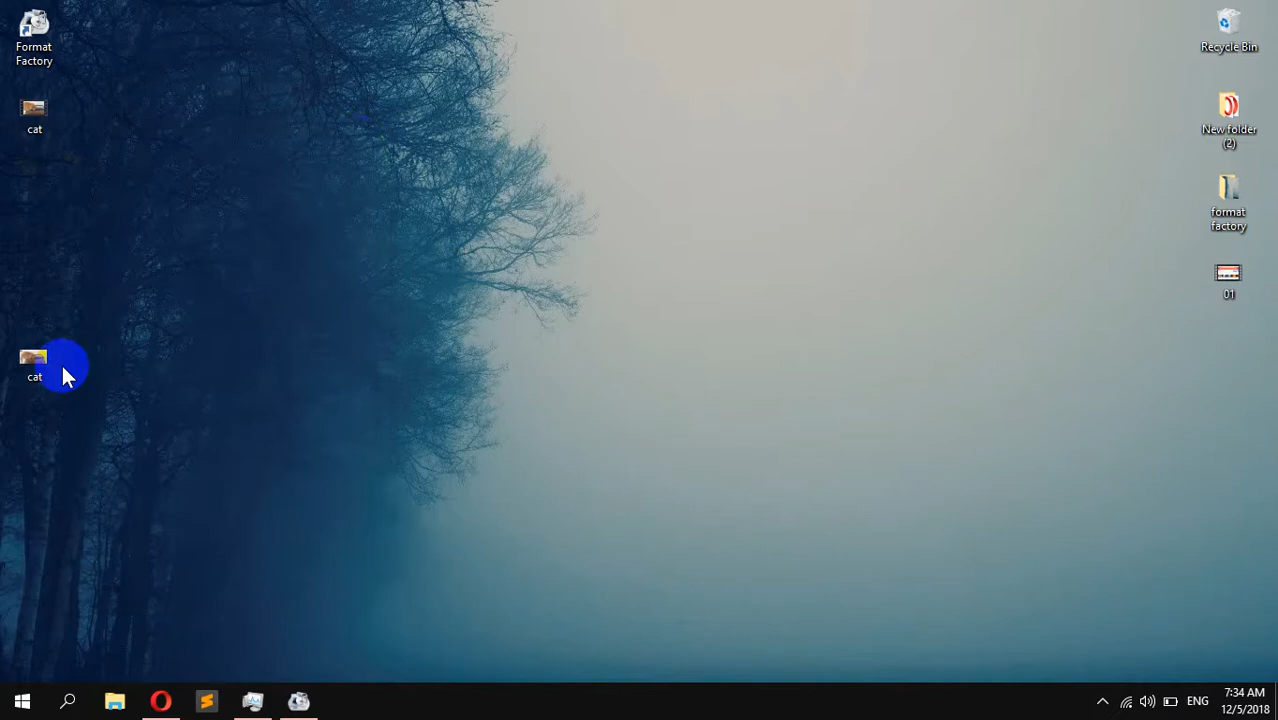 Format
Factory
cat
cat
Recycle Bin
New folder
(2)
format
factory
01
ENG
7:34 AM
12/5/2018